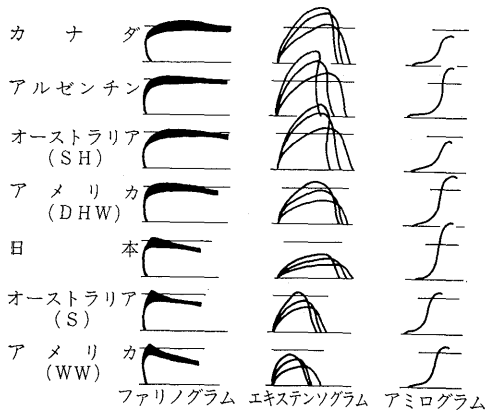 カナダ
アルゼンチン
オーストラリア
(SH)
アメリカ
(DHW)
日本
オーストラリア
(S)
アメリカ
(WW)
ファリノグラム エキステンソグラム アミログラム